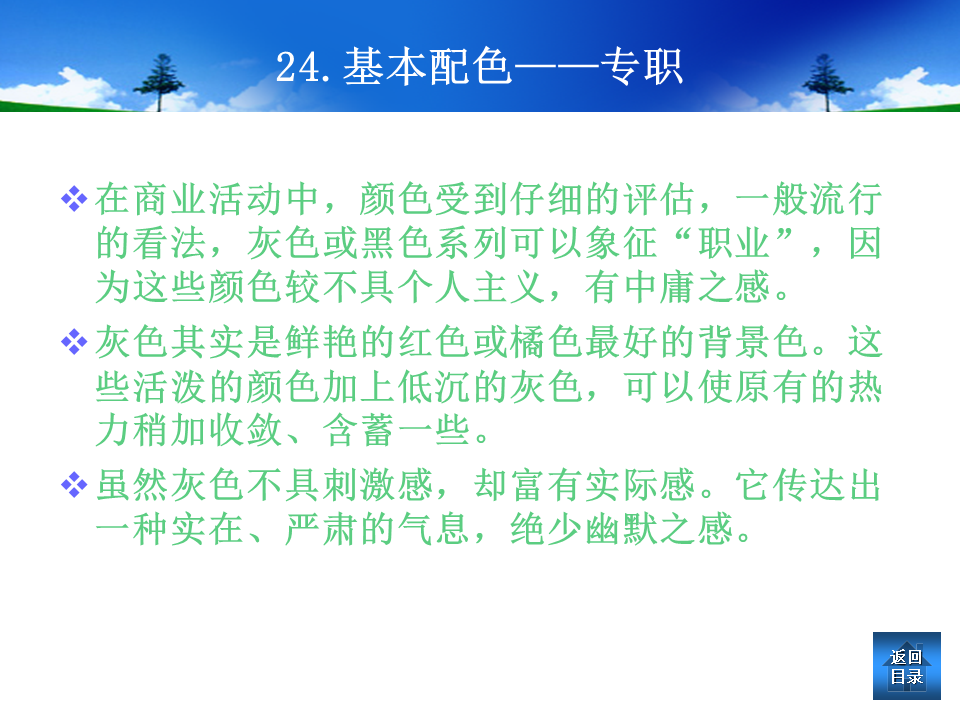 24.基本配色——专职
在商业活动中，颜色受到仔细的评估，一般流行
的看法，灰色或黑色系列可以象征“职业”，因
为这些颜色较不具个人主义，有中庸之感。
灰色其实是鲜艳的红色或橘色最好的背景色。这
些活泼的颜色加上低沉的灰色，可以使原有的热
力稍加收敛、含蓄一些。
虽然灰色不具刺激感，却富有实际感。它传达出
一种实在、严肃的气息，绝少幽默之感。
返回
目录